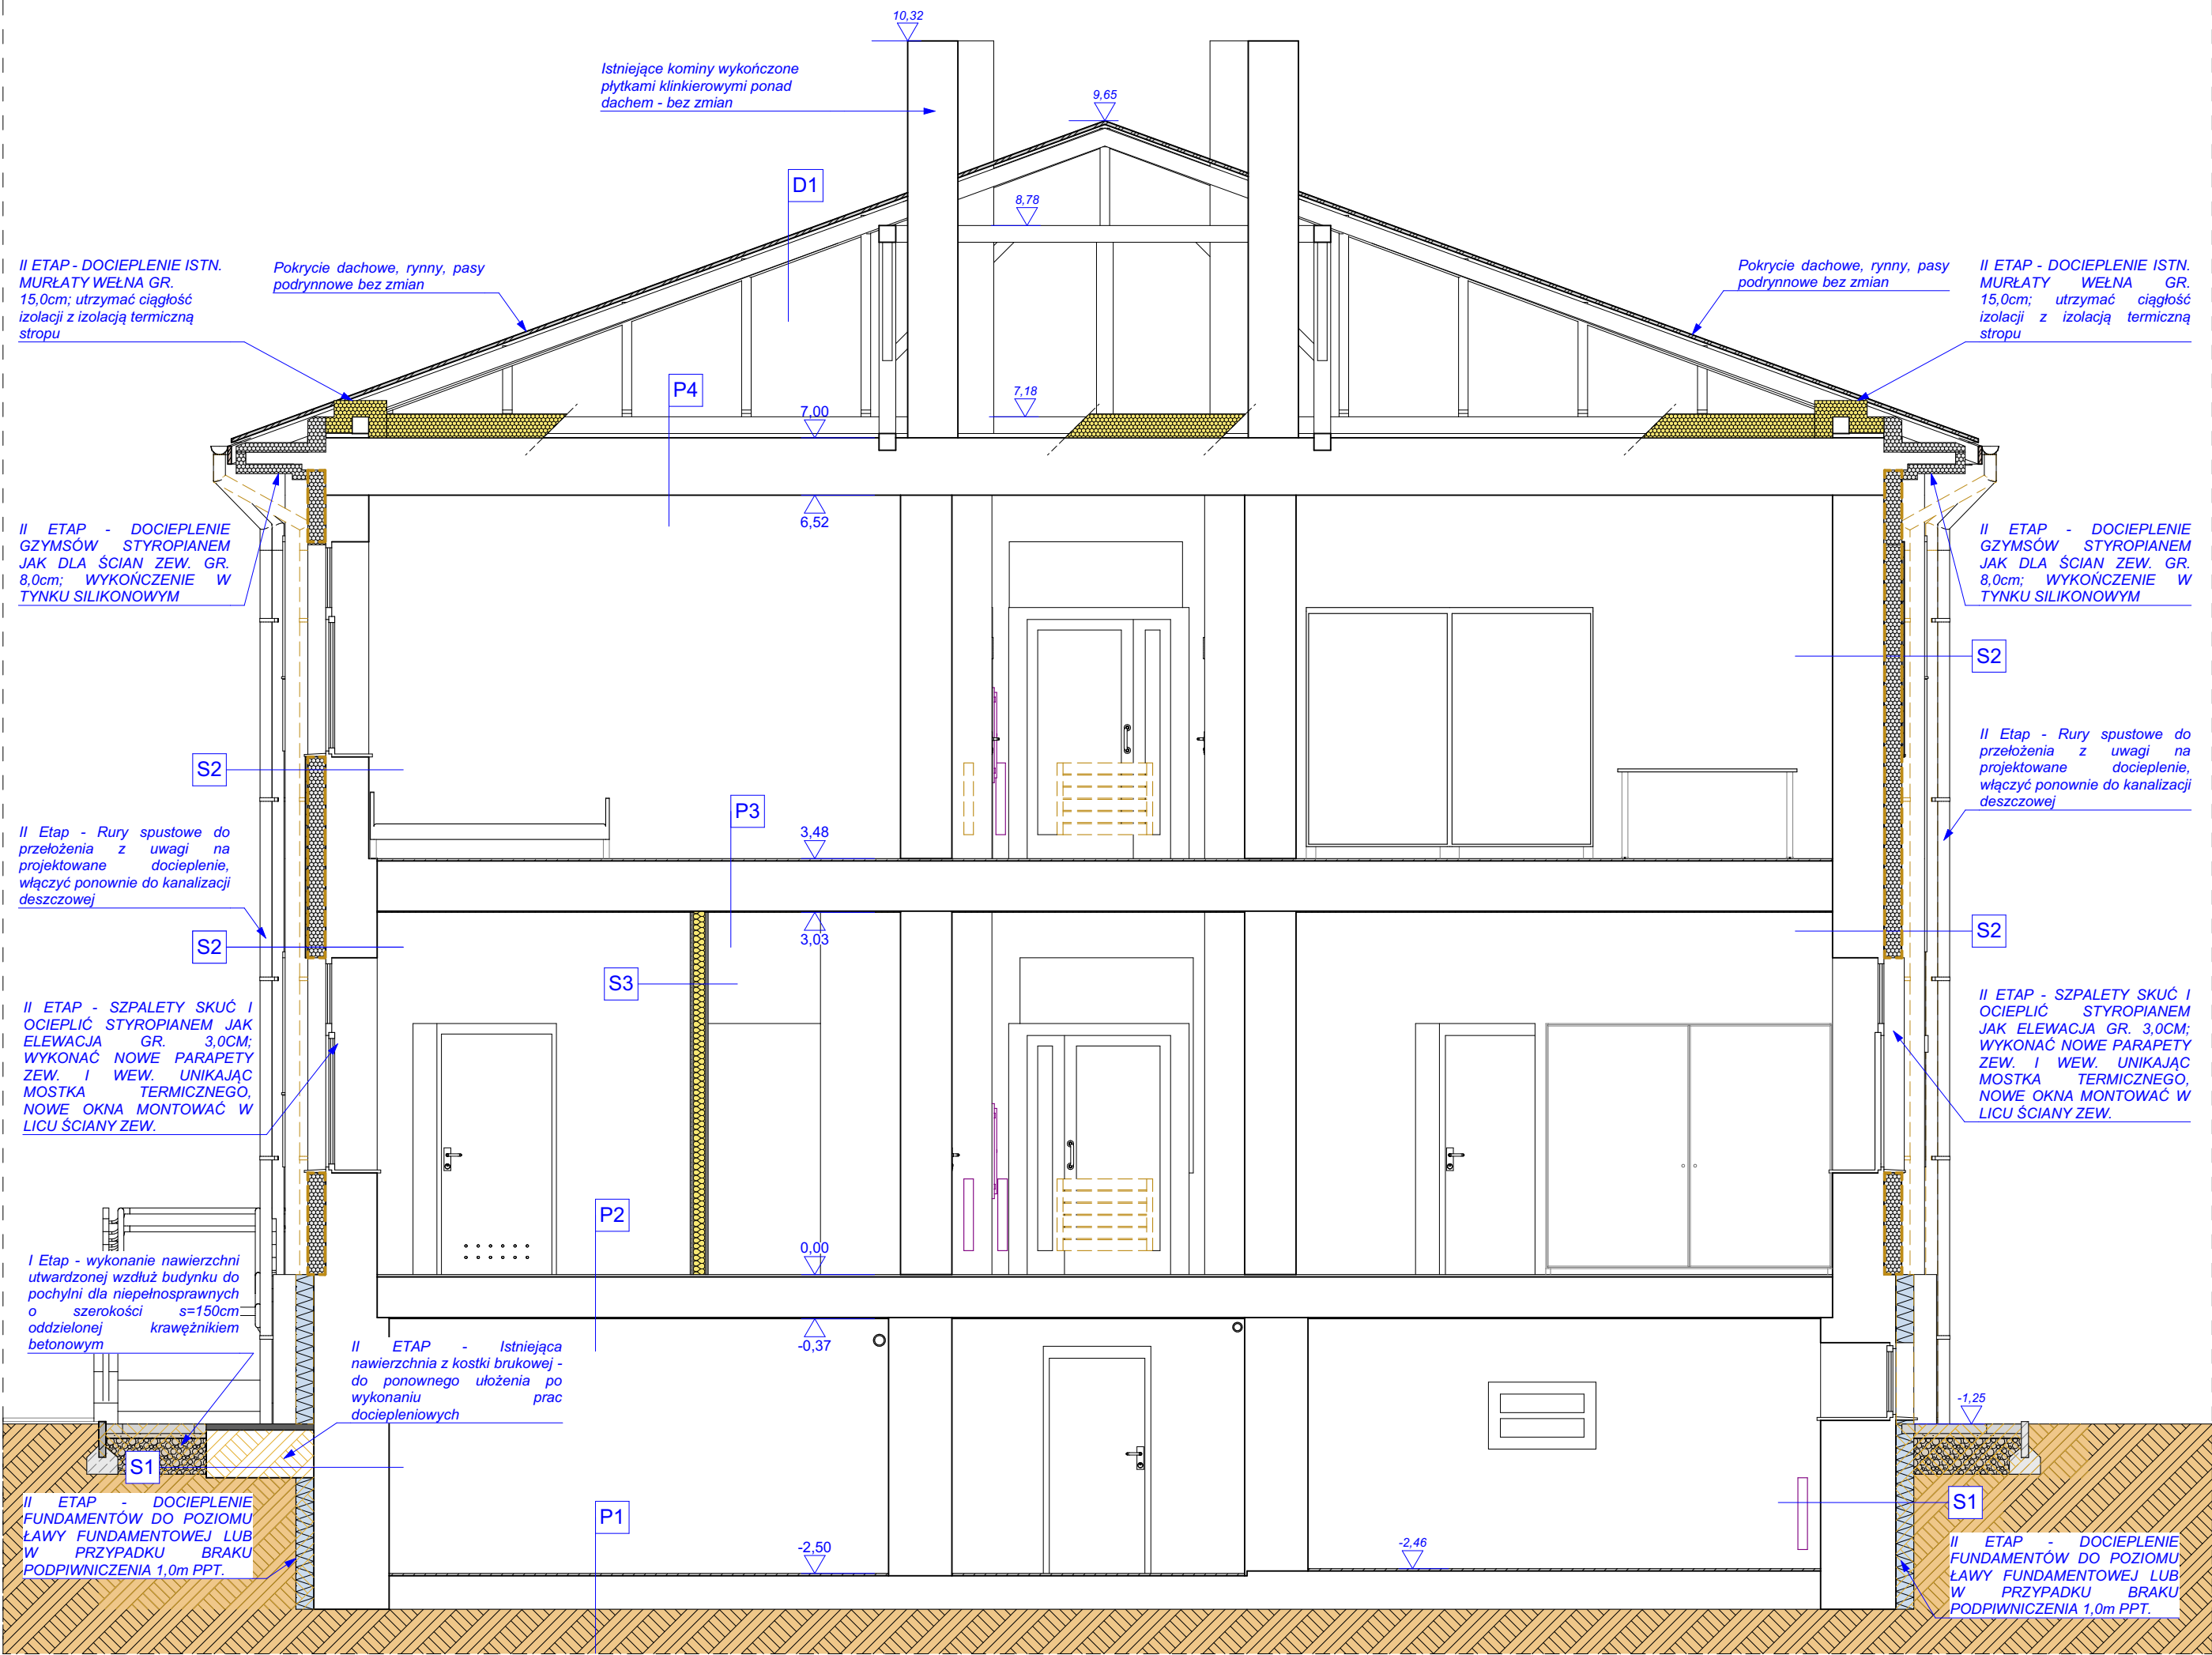 10,32
Istniejące kominy wykończone
płytkami klinkierowymi ponad
dachem - bez zmian
9,65
D1
8,78
II ETAP - DOCIEPLENIE ISTN.
MURŁATY WEŁNA GR.
15,0cm; utrzymać ciągłość
izolacji z izolacją termiczną
stropu
Pokrycie dachowe, rynny, pasy
podrynnowe bez zmian
Pokrycie dachowe, rynny, pasy
podrynnowe bez zmian
II ETAP - DOCIEPLENIE ISTN.
MURŁATY WEŁNA GR.
15,0cm; utrzymać ciągłość
izolacji z izolacją termiczną
stropu
P4
7,18
7,00
6,52
II ETAP - DOCIEPLENIE
GZYMSÓW STYROPIANEM
JAK DLA ŚCIAN ZEW. GR.
8,0cm; WYKOŃCZENIE W
TYNKU SILIKONOWYM
II ETAP - DOCIEPLENIE
GZYMSÓW STYROPIANEM
JAK DLA ŚCIAN ZEW. GR.
8,0cm; WYKOŃCZENIE W
TYNKU SILIKONOWYM
S2
S2
II Etap - Rury spustowe do
przełożenia z uwagi na
projektowane docieplenie,
włączyć ponownie do kanalizacji
deszczowej
P3
3,48
II Etap - Rury spustowe do
przełożenia z uwagi na
projektowane docieplenie,
włączyć ponownie do kanalizacji
deszczowej
S2
3,03
S2
S3
II ETAP - SZPALETY SKUĆ I
OCIEPLIĆ STYROPIANEM JAK
ELEWACJA GR. 3,0CM;
WYKONAĆ NOWE PARAPETY
ZEW. I WEW. UNIKAJĄC
MOSTKA TERMICZNEGO,
NOWE OKNA MONTOWAĆ W
LICU ŚCIANY ZEW.
II ETAP - SZPALETY SKUĆ I
OCIEPLIĆ STYROPIANEM
JAK ELEWACJA GR. 3,0CM;
WYKONAĆ NOWE PARAPETY
ZEW. I WEW. UNIKAJĄC
MOSTKA TERMICZNEGO,
NOWE OKNA MONTOWAĆ W
LICU ŚCIANY ZEW.
P2
0,00
I Etap - wykonanie nawierzchni
utwardzonej wzdłuż budynku do
pochylni dla niepełnosprawnych
o szerokości s=150cm
oddzielonej krawężnikiem
betonowym
-0,37
II ETAP - Istniejąca
nawierzchnia z kostki brukowej -
do ponownego ułożenia po
wykonaniu prac
dociepleniowych
-1,25
S1
S1
II ETAP - DOCIEPLENIE
FUNDAMENTÓW DO POZIOMU
ŁAWY FUNDAMENTOWEJ LUB
W PRZYPADKU BRAKU
PODPIWNICZENIA 1,0m PPT.
P1
-2,50
-2,46
II ETAP - DOCIEPLENIE
FUNDAMENTÓW DO POZIOMU
ŁAWY FUNDAMENTOWEJ LUB
W PRZYPADKU BRAKU
PODPIWNICZENIA 1,0m PPT.